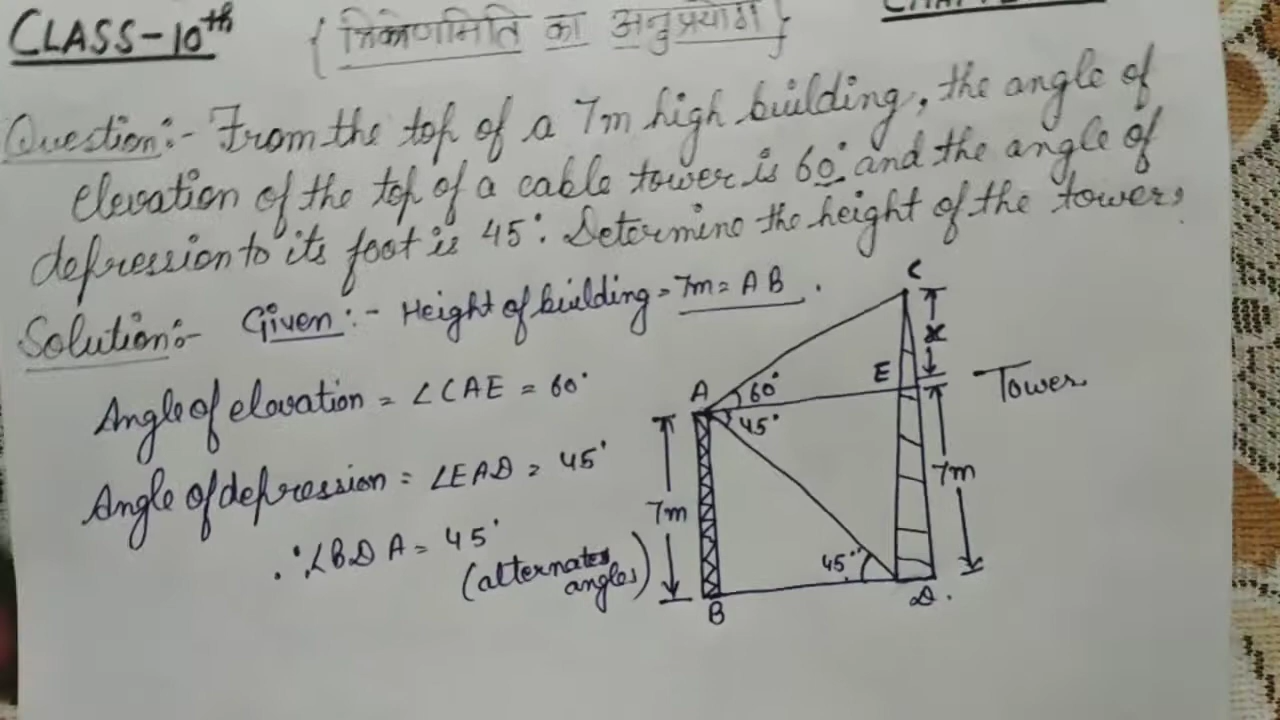 CLASS-10th {त्रिकोणमिति का अनुप्रयोग}
Question:- From the top of a 7m high building, the angle of
elevation of the top of a cable tower is 60° and the angle of
depression to its foot is 45°. Determine the height of the tower.
Solution:- Given:- Height of building = 7m = AB.
Angle of elevation = ∠CAE = 60°
Angle of depression = ∠EAD = 45°
∴ ∠BDA = 45°
(alternates
angles)
C
x
E
A
60°
Tower
45°
7m
7m
45°
B
D.